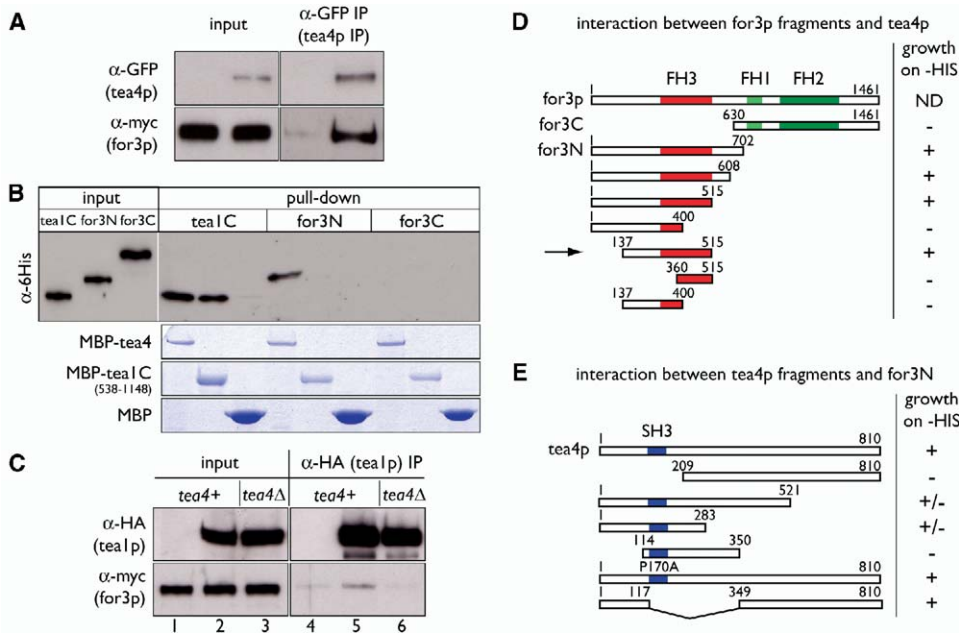 A
input
α-GFP IP
(tea4p IP)
α-GFP
(tea4p)
α-myc
(for3p)
B
input
pull-down
tea1C for3N for3C
tea1C
for3N
for3C
α-6His
MBP-tea4
MBP-tea1C
(538-1148)
MBP
C
input
α-HA (tea1p) IP
tea4+
tea4Δ
tea4+
tea4Δ
α-HA
(tea1p)
α-myc
(for3p)
1 2 3 4 5 6
D
interaction between for3p fragments and tea4p
growth
on -HIS
FH3 FH1 FH2
for3p 1 1461 ND
for3C 630 1461 -
for3N 1 702 +
1 608 +
1 515 +
1 400 -
137 515 +
360 515 -
137 400 -
E
interaction between tea4p fragments and for3N
growth
on -HIS
SH3
tea4p 1 810 +
209 810 -
1 521 +/-
1 283 +/-
114 350 -
1 P170A 810 +
1 117 349 810 +